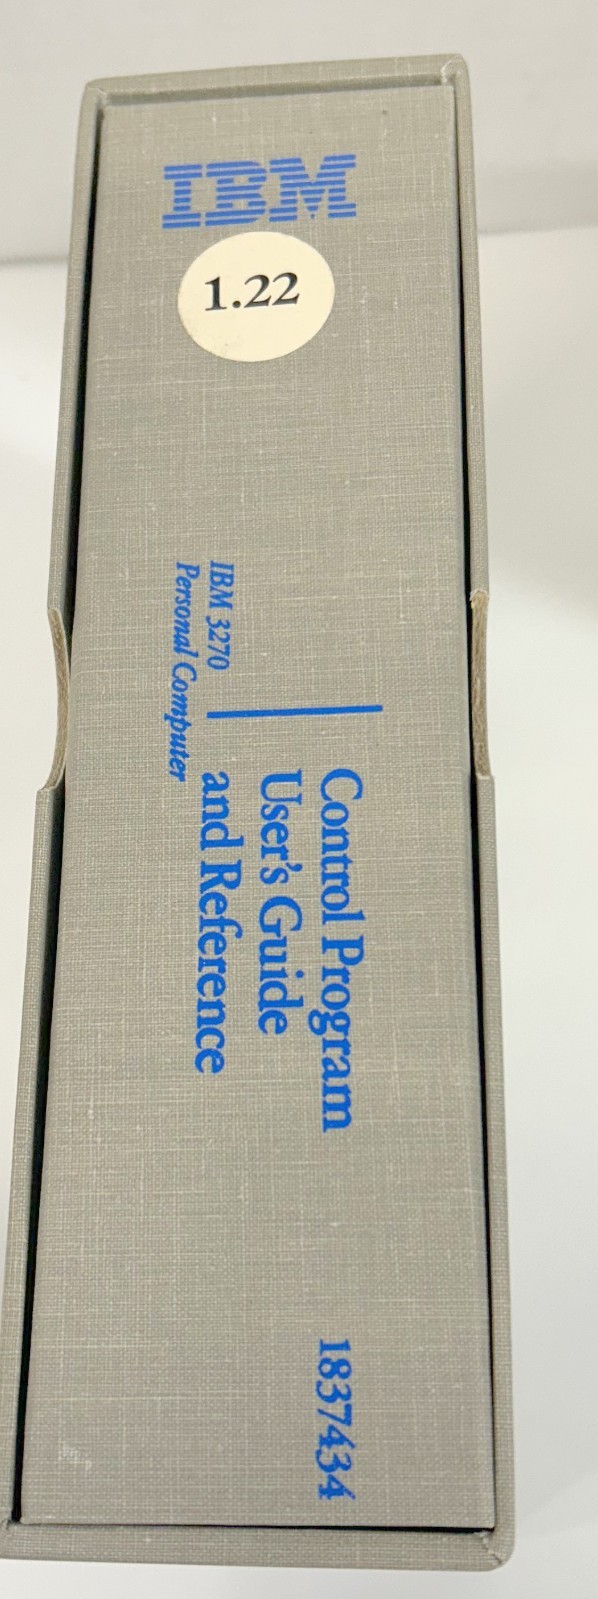 IBM
1.22
IBM 3270
Personal Computer
Control Program
User's Guide
and Reference
1837434